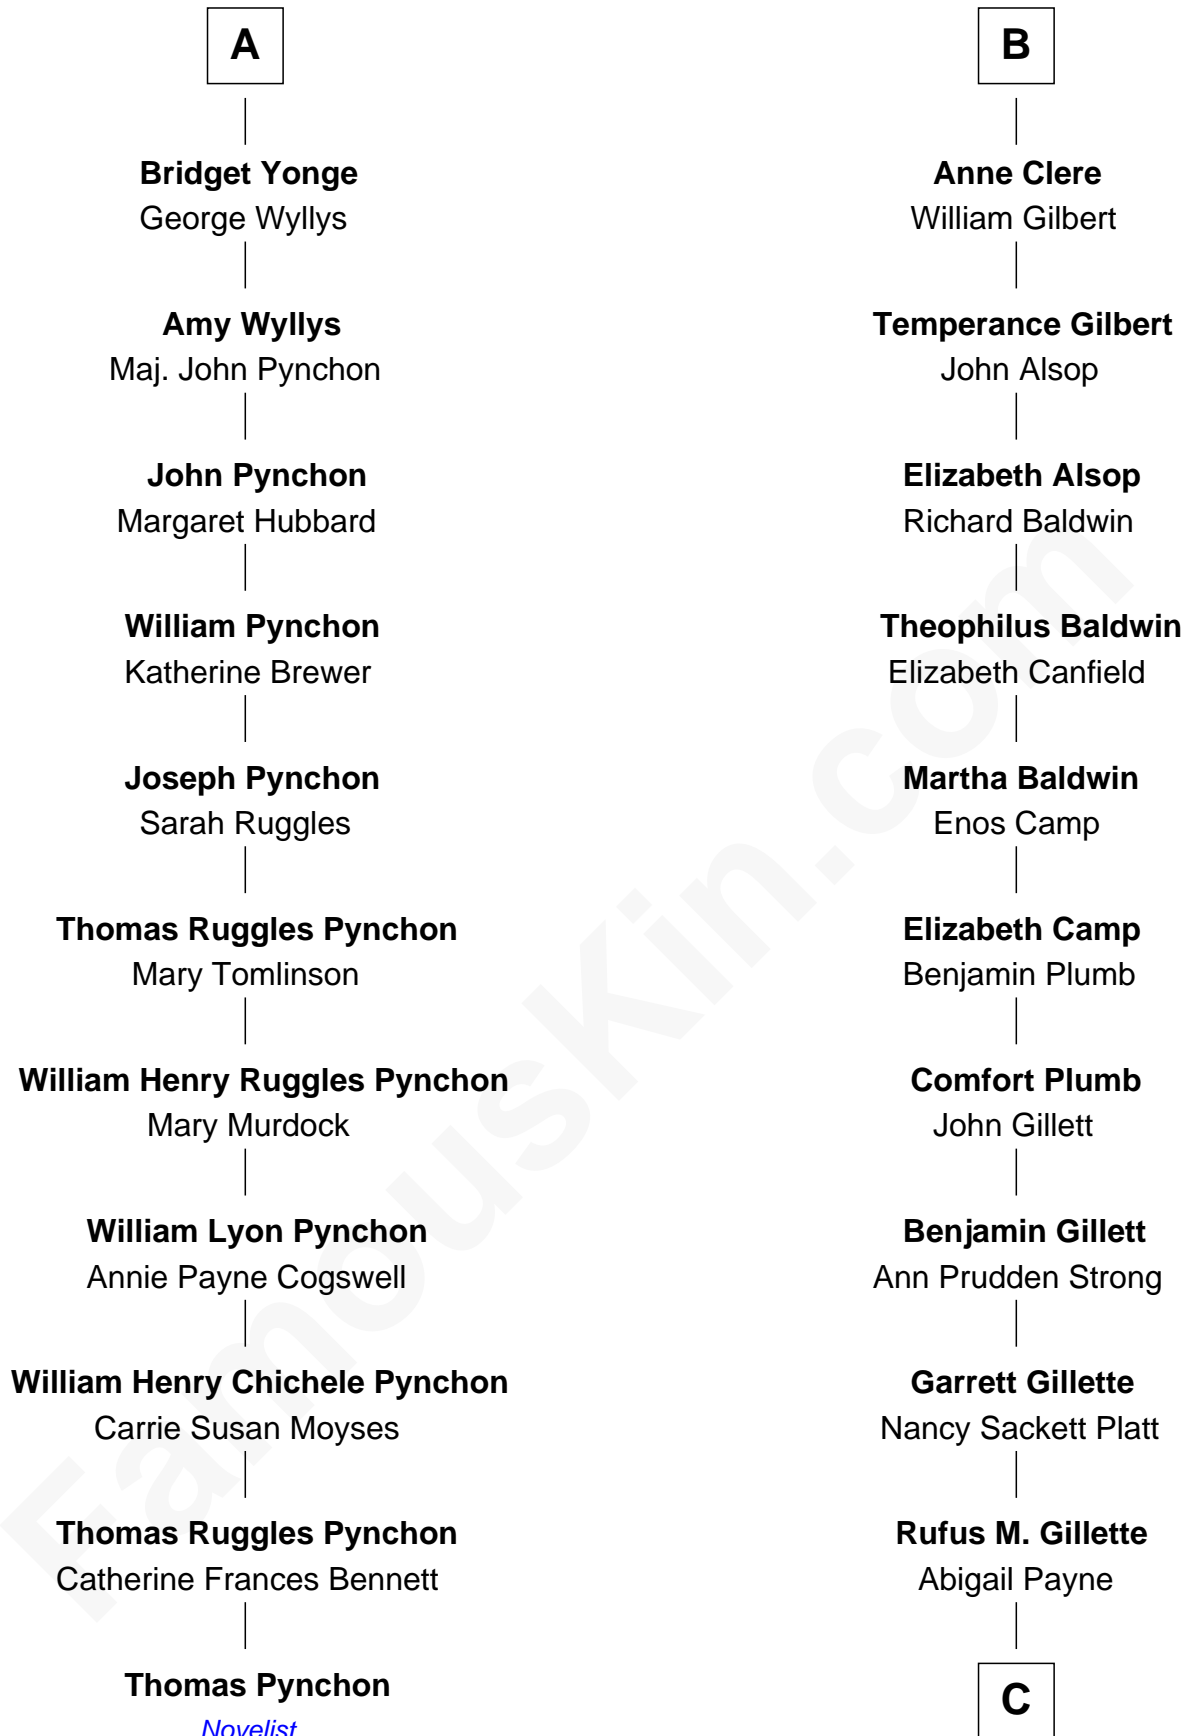 A
Bridget Yonge
George Wyllys
Amy Wyllys
Maj. John Pynchon
John Pynchon
Margaret Hubbard
William Pynchon
Katherine Brewer
Joseph Pynchon
Sarah Ruggles
Thomas Ruggles Pynchon
Mary Tomlinson
William Henry Ruggles Pynchon
Mary Murdock
William Lyon Pynchon
Annie Payne Cogswell
William Henry Chichele Pynchon
Carrie Susan Moyses
Thomas Ruggles Pynchon
Catherine Frances Bennett
Thomas Pynchon
Novelist
B
Anne Clere
William Gilbert
Temperance Gilbert
John Alsop
Elizabeth Alsop
Richard Baldwin
Theophilus Baldwin
Elizabeth Canfield
Martha Baldwin
Enos Camp
Elizabeth Camp
Benjamin Plumb
Comfort Plumb
John Gillett
Benjamin Gillett
Ann Prudden Strong
Garrett Gillette
Nancy Sackett Platt
Rufus M. Gillette
Abigail Payne
C
FamousKin.com